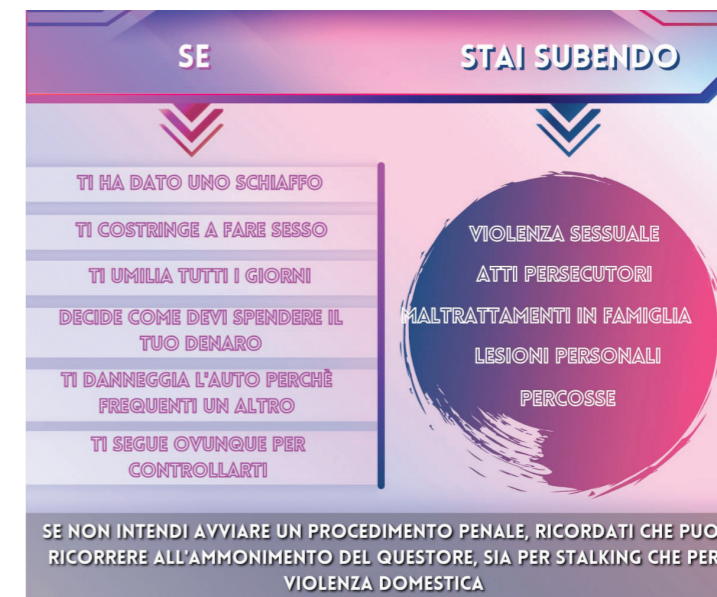 SE
STAI SUBENDO
TI HA DATO UNO SCHIAFFO
TI COSTRINGE A FARE SESSO
TI UMILIA TUTTI I GIORNI
DECIDE COME DEVI SPENDERE IL
TUO DENARO
TI DANNEGGIA L'AUTO PERCHÈ
FREQUENTI UN ALTRO
TI SEGUE OVUNQUE PER
CONTROLLARTI
VIOLENZA SESSUALE
ATTI PERSECUTORI
MALTRATTAMENTI IN FAMIGLIA
LESIONI PERSONALI
PERCOSSE
SE NON INTENDI AVVIARE UN PROCEDIMENTO PENALE, RICORDATI CHE PUO
RICORRERE ALL'AMMONIMENTO DEL QUESTORE, SIA PER STALKING CHE PER
VIOLENZA DOMESTICA